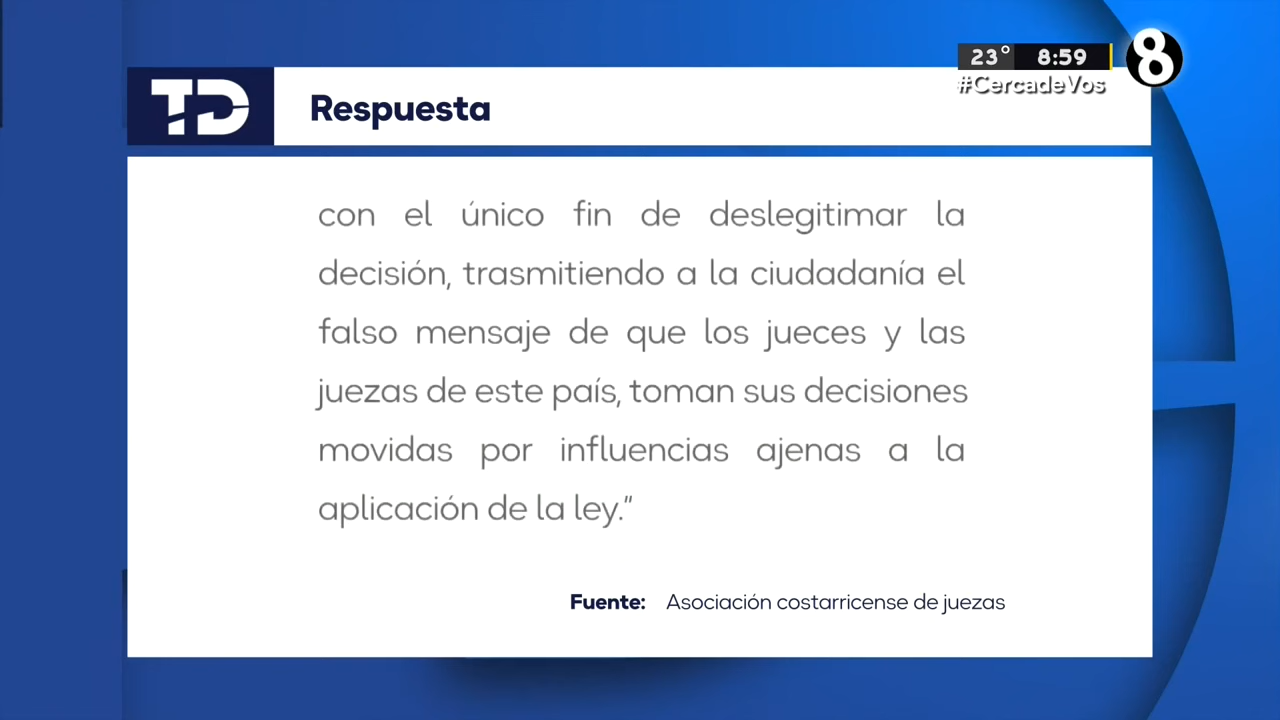 23° 8:59
8
#CercadeVos
TD
Respuesta
con el único fin de deslegitimar la
decisión, trasmitiendo a la ciudadanía el
falso mensaje de que los jueces y las
juezas de este país, toman sus decisiones
movidas por influencias ajenas a la
aplicación de la ley.”
Fuente: Asociación costarricense de juezas